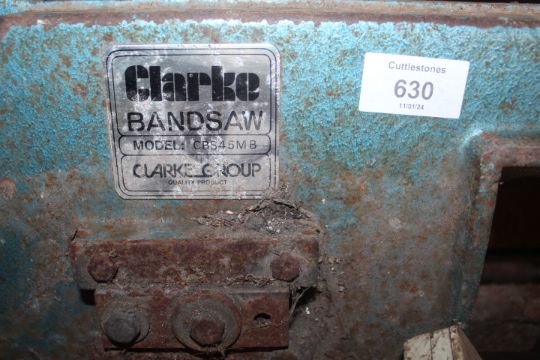 Clarke
BANDSAW
MODEL: CBS45MB
CLARKE GROUP
QUALITY PRODUCT
Cuttlestones
630
11/01/24